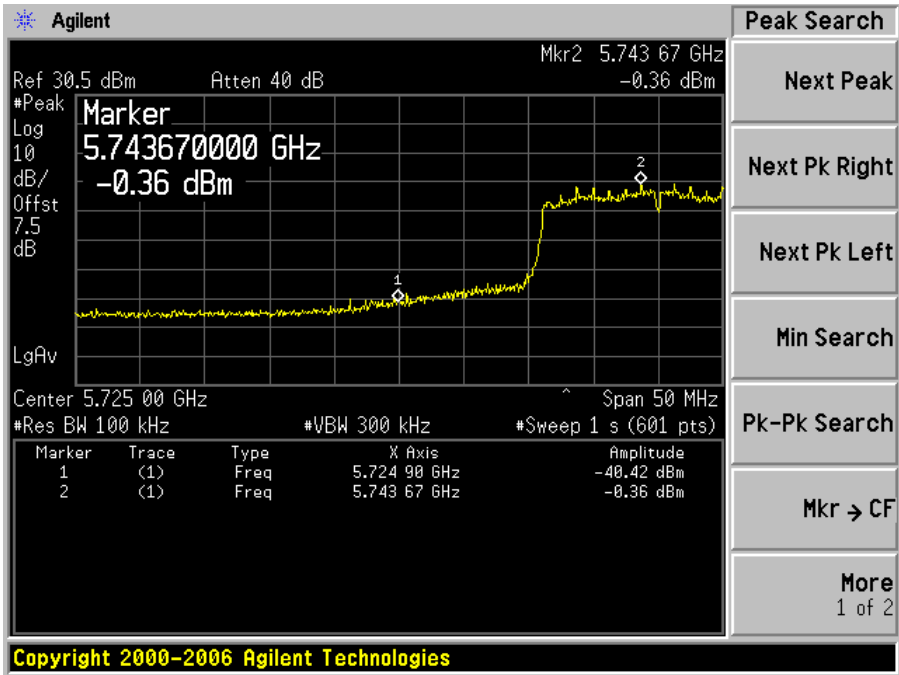 Agilent
Peak Search
Mkr2 5.743 67 GHz
Ref 30.5 dBm Atten 40 dB -0.36 dBm
#Peak
Log
10
dB/
Offst
7.5
dB
LgAv
Marker
5.743670000 GHz
-0.36 dBm
1
2
Center 5.725 00 GHz ^ Span 50 MHz
#Res BW 100 kHz #VBW 300 kHz #Sweep 1 s (601 pts)
Marker Trace Type X Axis Amplitude
1 (1) Freq 5.724 90 GHz -40.42 dBm
2 (1) Freq 5.743 67 GHz -0.36 dBm
Next Peak
Next Pk Right
Next Pk Left
Min Search
Pk-Pk Search
Mkr → CF
More
1 of 2
Copyright 2000-2006 Agilent Technologies